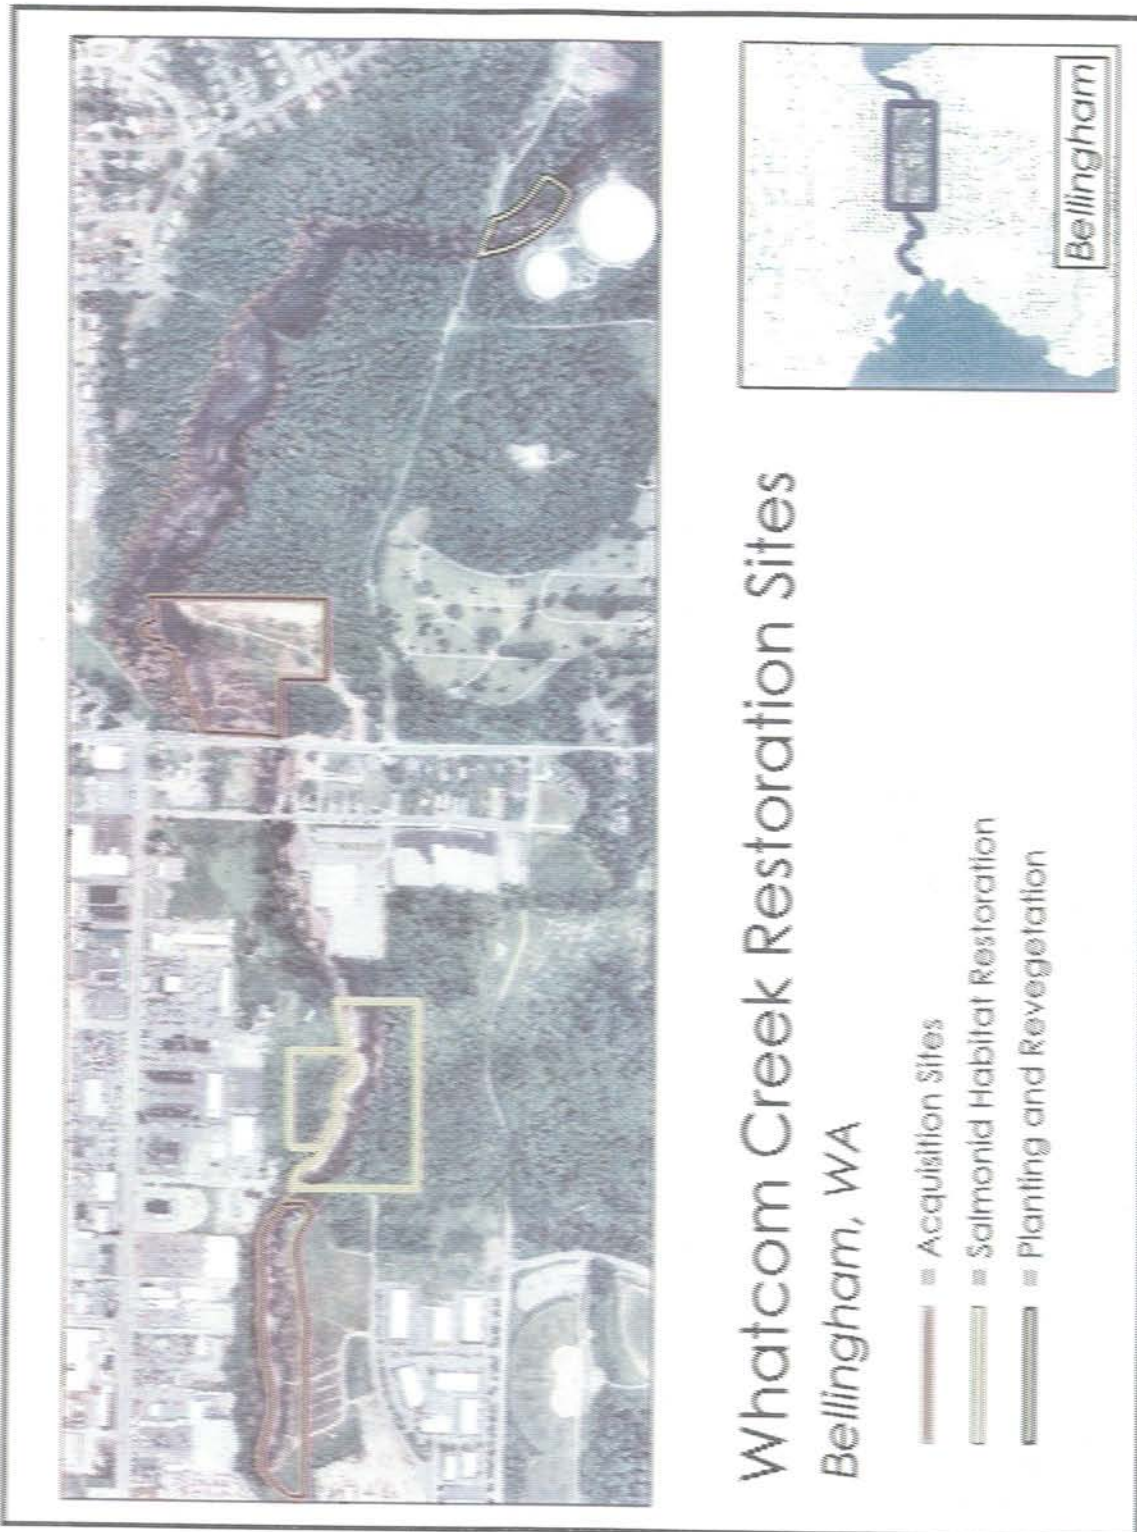 Whatcom Creek Restoration Sites
Bellingham, WA
= Acquisition Sites
= Salmonid Habitat Restoration
= Planting and Revegetation
Bellingham